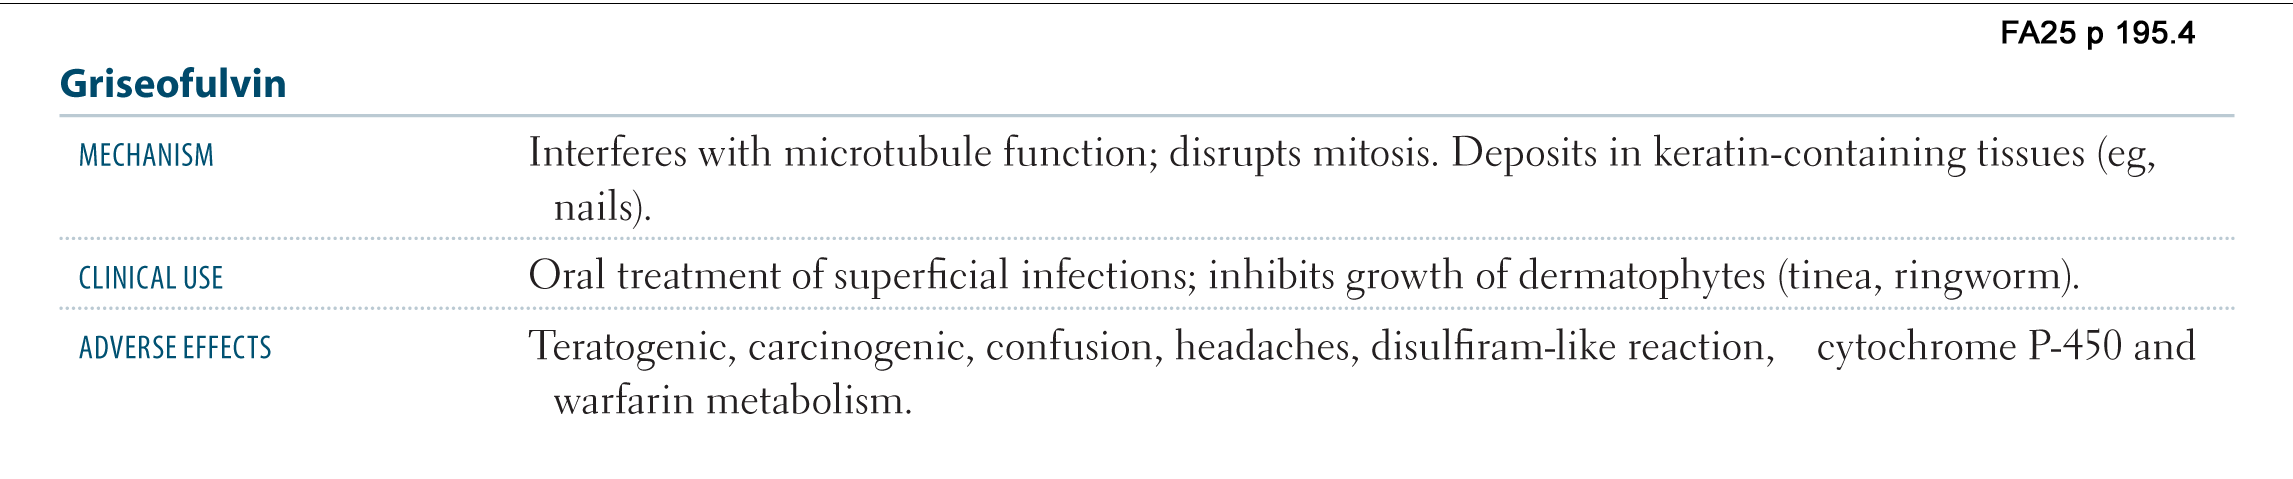 FA25 p 195.4
Griseofulvin
MECHANISM Interferes with microtubule function; disrupts mitosis. Deposits in keratin-containing tissues (eg,
nails).
CLINICAL USE Oral treatment of superficial infections; inhibits growth of dermatophytes (tinea, ringworm).
ADVERSE EFFECTS Teratogenic, carcinogenic, confusion, headaches, disulfiram-like reaction, cytochrome P-450 and
warfarin metabolism.